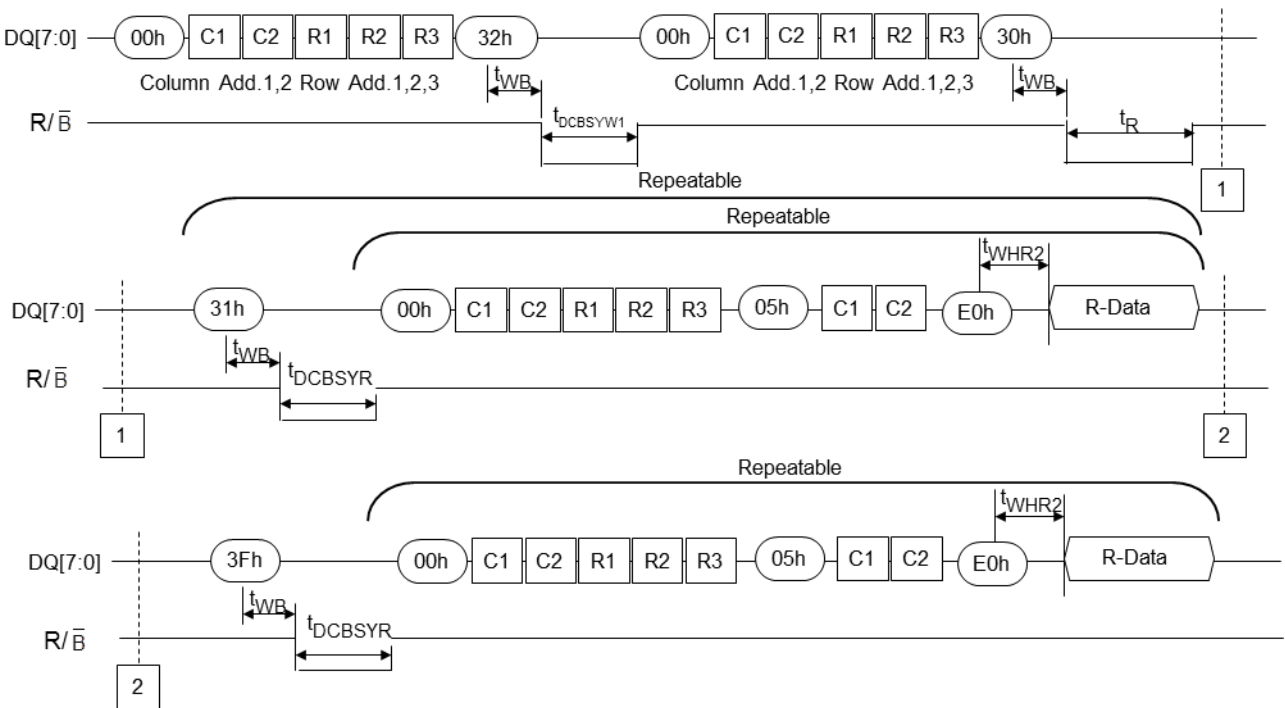 DQ[7:0] 00h C1 C2 R1 R2 R3 32h 00h C1 C2 R1 R2 R3 30h
Column Add.1,2 Row Add.1,2,3 tWB Column Add.1,2 Row Add.1,2,3 tWB
R/B̅ tDCBSYW1 tR
1
Repeatable
Repeatable
tWHR2
DQ[7:0] 31h 00h C1 C2 R1 R2 R3 05h C1 C2 E0h R-Data
tWB
R/B̅ tDCBSYR
1 2
Repeatable
tWHR2
DQ[7:0] 3Fh 00h C1 C2 R1 R2 R3 05h C1 C2 E0h R-Data
tWB
R/B̅ tDCBSYR
2